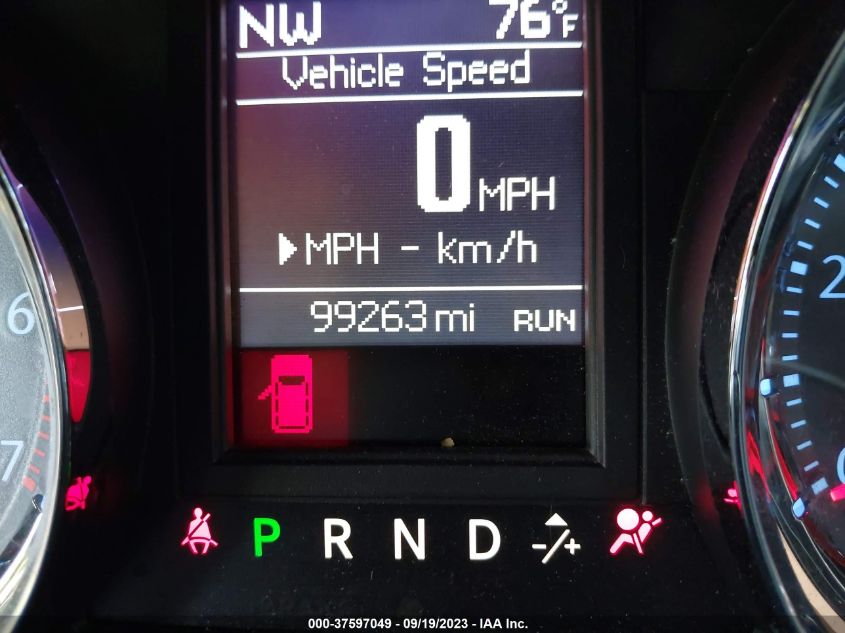 NW 76°F
Vehicle Speed
0 MPH
▶MPH - km/h
99263 mi RUN
6
7
2
P R N D -/+
000-37597049 - 09/19/2023 - IAA Inc.